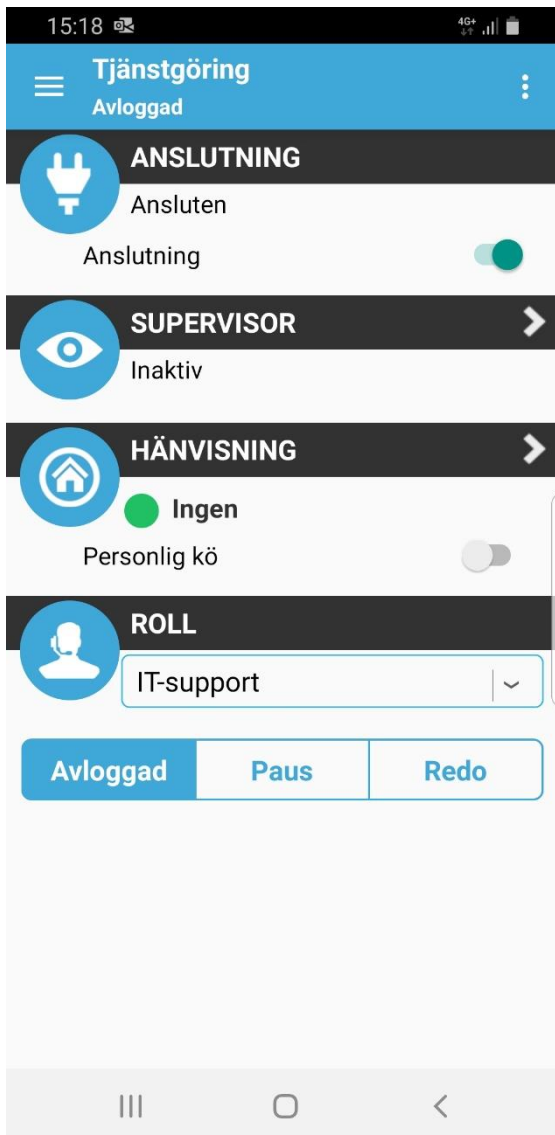 15:18
4G+
Tjänstgöring
Avloggad
ANSLUTNING
Ansluten
Anslutning
SUPERVISOR
Inaktiv
HÄNVISNING
Ingen
Personlig kö
ROLL
IT-support
Avloggad Paus Redo